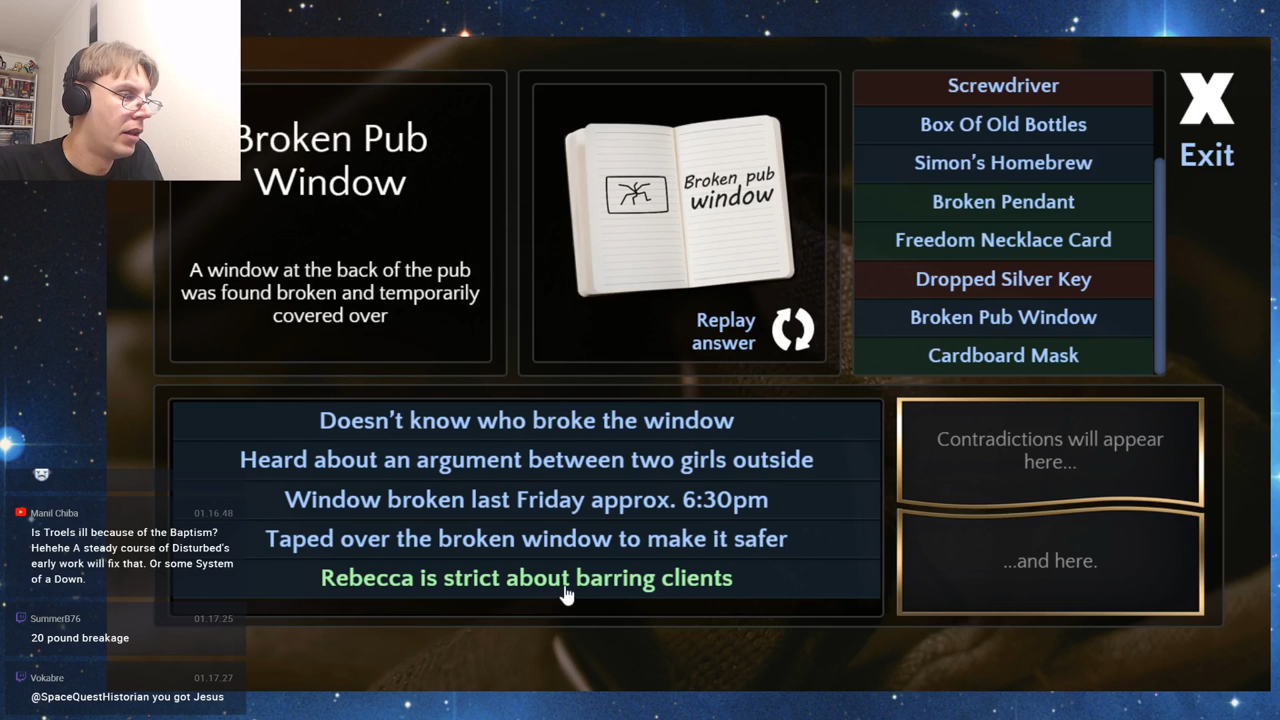 Broken Pub
Window
A window at the back of the pub
was found broken and temporarily
covered over
Broken pub
window
Replay
answer
Screwdriver
Box Of Old Bottles
Simon's Homebrew
Broken Pendant
Freedom Necklace Card
Dropped Silver Key
Broken Pub Window
Cardboard Mask
X
Exit
Doesn't know who broke the window
Heard about an argument between two girls outside
Window broken last Friday approx. 6:30pm
Taped over the broken window to make it safer
Rebecca is strict about barring clients
Contradictions will appear
here...
...and here.
Manil Chiba 01.16.48
Is Troels ill because of the Baptism?
Hehehe A steady course of Disturbed's
early work will fix that. Or some System
of a Down.
SummerB76 01.17.25
20 pound breakage
Vokabre 01.17.27
@SpaceQuestHistorian you got Jesus